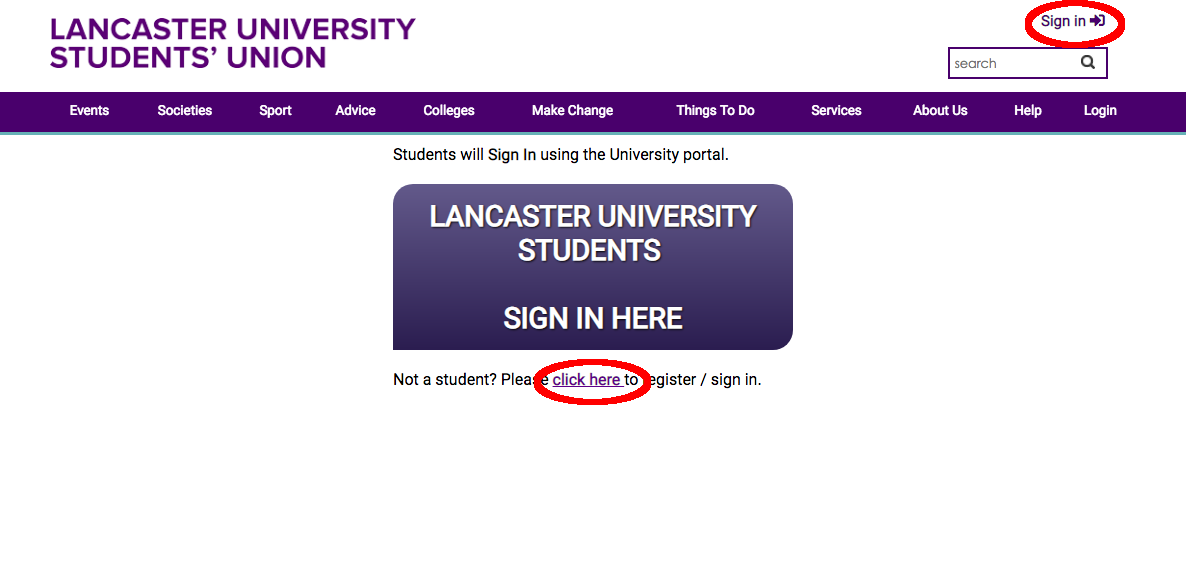 LANCASTER UNIVERSITY
STUDENTS' UNION
Sign in
search
Events Societies Sport Advice Colleges Make Change Things To Do Services About Us Help Login
Students will Sign In using the University portal.
LANCASTER UNIVERSITY
STUDENTS
SIGN IN HERE
Not a student? Please click here to register / sign in.